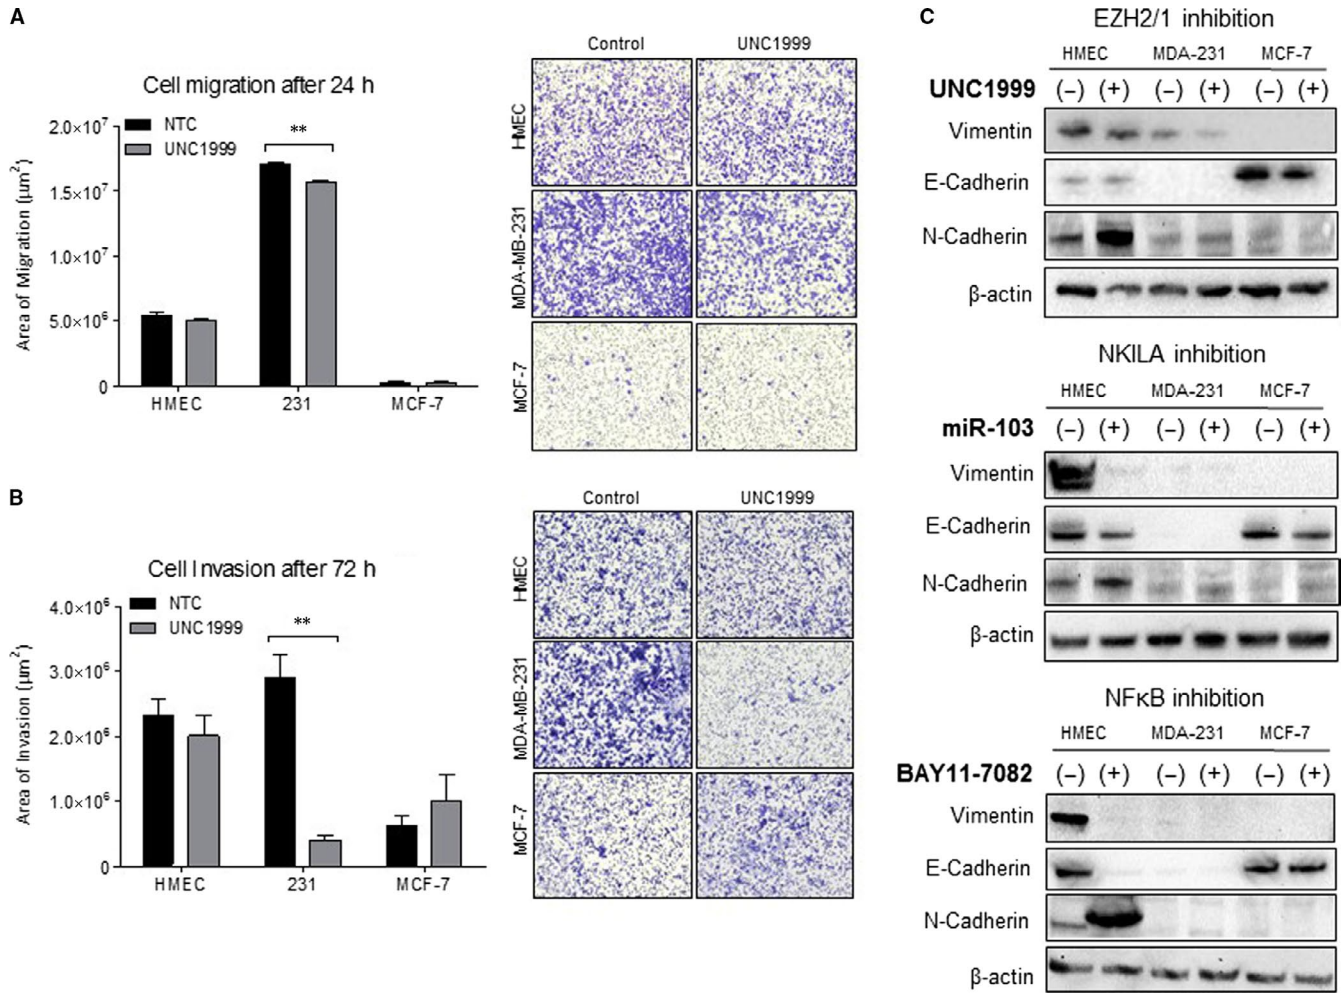 A
Cell migration after 24 h
NTC
UNC1999
**
2.0×10⁷
1.5×10⁷
1.0×10⁷
5.0×10⁶
0
Area of Migration (μm²)
HMEC
231
MCF-7
Control
UNC1999
HMEC
MDA-MB-231
MCF-7
B
Cell Invasion after 72 h
NTC
UNC1999
**
4.0×10⁶
3.0×10⁶
2.0×10⁶
1.0×10⁶
0
Area of Invasion (μm²)
HMEC
231
MCF-7
Control
UNC1999
HMEC
MDA-MB-231
MCF-7
C
EZH2/1 inhibition
HMEC MDA-231 MCF-7
UNC1999 (−) (+) (−) (+) (−) (+)
Vimentin
E-Cadherin
N-Cadherin
β-actin
NKILA inhibition
HMEC MDA-231 MCF-7
miR-103 (−) (+) (−) (+) (−) (+)
Vimentin
E-Cadherin
N-Cadherin
β-actin
NFκB inhibition
HMEC MDA-231 MCF-7
BAY11-7082 (−) (+) (−) (+) (−) (+)
Vimentin
E-Cadherin
N-Cadherin
β-actin